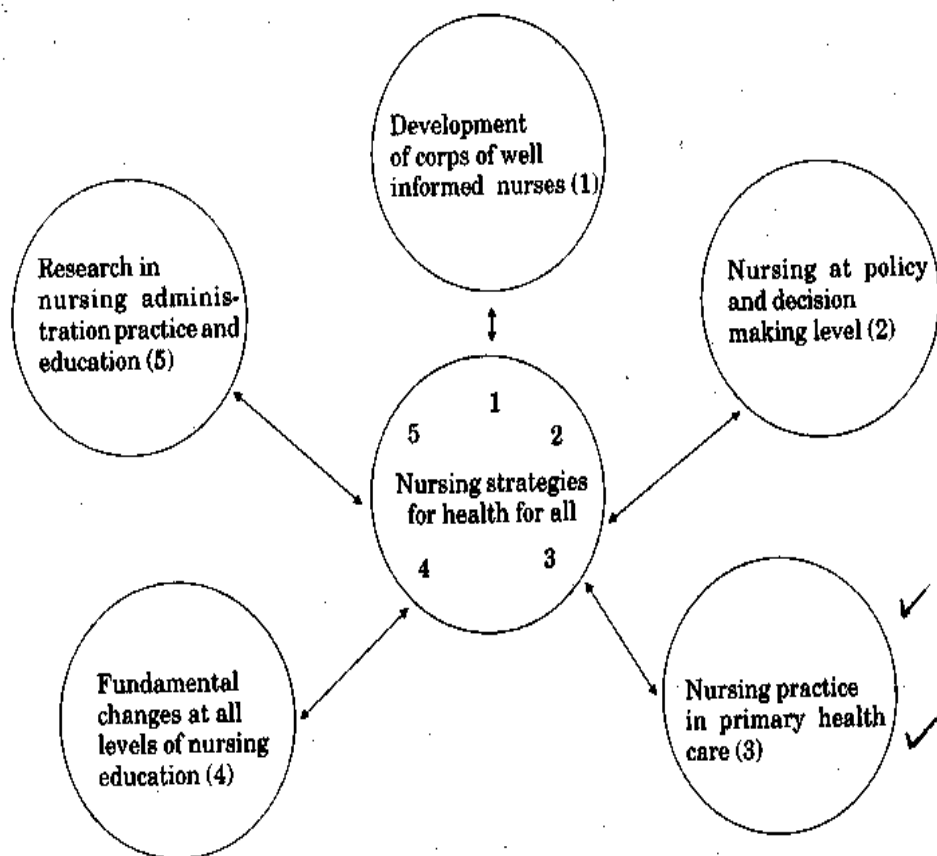 Development
of corps of well
informed nurses (1)
Research in
nursing adminis-
tration practice and
education (5)
Nursing at policy
and decision
making level (2)
1
5
2
Nursing strategies
for health for all
4
3
Fundamental
changes at all
levels of nursing
education (4)
Nursing practice
in primary health
care (3)